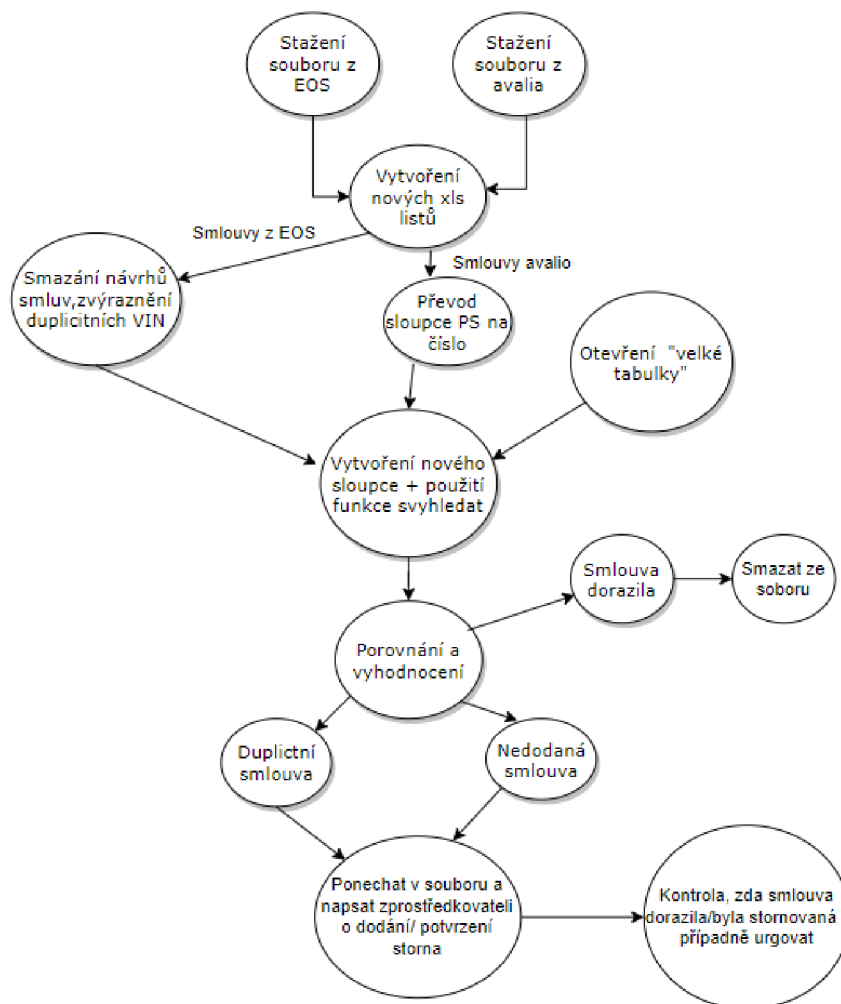 Stažení
souboru z
EOS
Stažení
souboru z
avalia
Vytvoření
nových xls
listů
Smlouvy z EOS
Smlouvy avalio
Smazání návrhů
smluv,zvýraznění
duplicitních VIN
Převod
sloupce PS na
číslo
Otevření "velké
tabulky"
Vytvoření nového
sloupce + použití
funkce svyhledat
Smlouva
dorazila
Smazat ze
soboru
Porovnání a
vyhodnocení
Duplictní
smlouva
Nedodaná
smlouva
Ponechat v souboru a
napsat zprostředkovateli
o dodání/ potvrzení
storna
Kontrola, zda smlouva
dorazila/byla stornovaná
případně urgovat